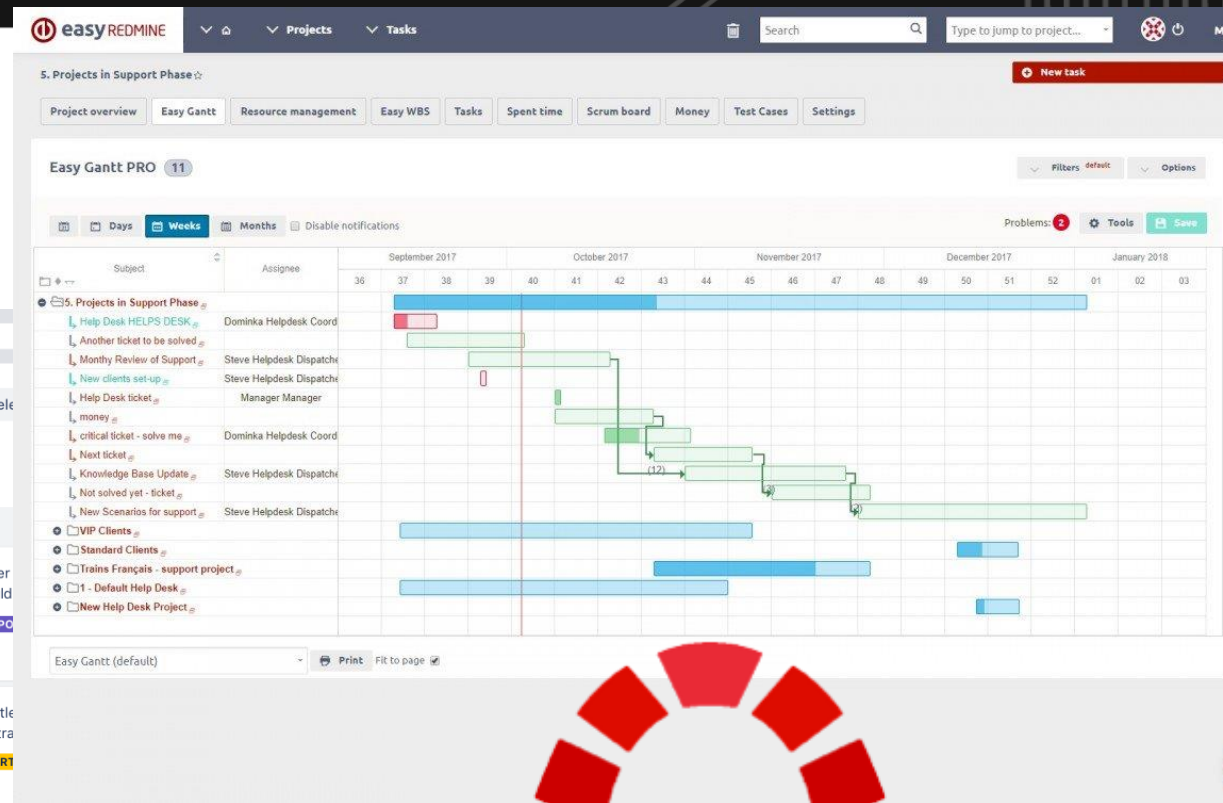 easy REDMINE
Projects
Tasks
Search
Type to jump to project...
M
5. Projects in Support Phase
New task
Project overview
Easy Gantt
Resource management
Easy WBS
Tasks
Spent time
Scrum board
Money
Test Cases
Settings
Easy Gantt PRO 11
Filters default
Options
Days
Weeks
Months
Disable notifications
Problems: 2
Tools
Save
Subject
Assignee
September 2017
October 2017
November 2017
December 2017
January 2018
36 37 38 39 40 41 42 43 44 45 46 47 48 49 50 51 52 01 02 03
5. Projects in Support Phase
Help Desk HELPS DESK Dominka Helpdesk Coord
Another ticket to be solved
Monthy Review of Support Steve Helpdesk Dispatche
New clients set-up Steve Helpdesk Dispatche
Help Desk ticket Manager Manager
money
critical ticket - solve me Dominka Helpdesk Coord
Next ticket
Knowledge Base Update Steve Helpdesk Dispatche
(12)
Not solved yet - ticket
New Scenarios for support Steve Helpdesk Dispatche
VIP Clients
Standard Clients
Trains Français - support project
1 - Default Help Desk
New Help Desk Project
Easy Gantt (default)
Print
Fit to page